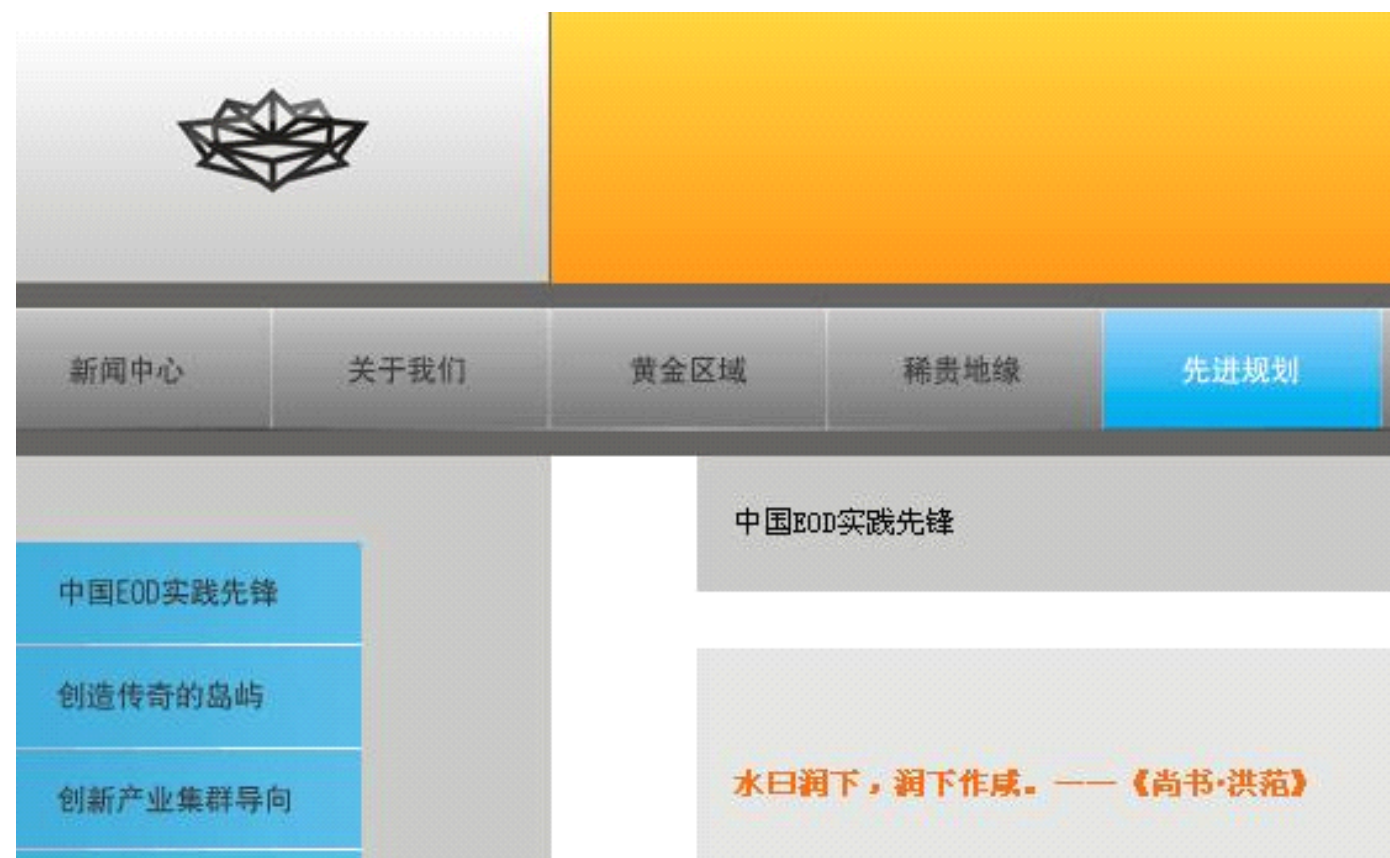 新闻中心 关于我们 黄金区域 稀贵地缘 先进规划
中国EOD实践先锋
中国EOD实践先锋
创造传奇的岛屿
创新产业集群导向
水曰润下，润下作咸。——《尚书·洪范》